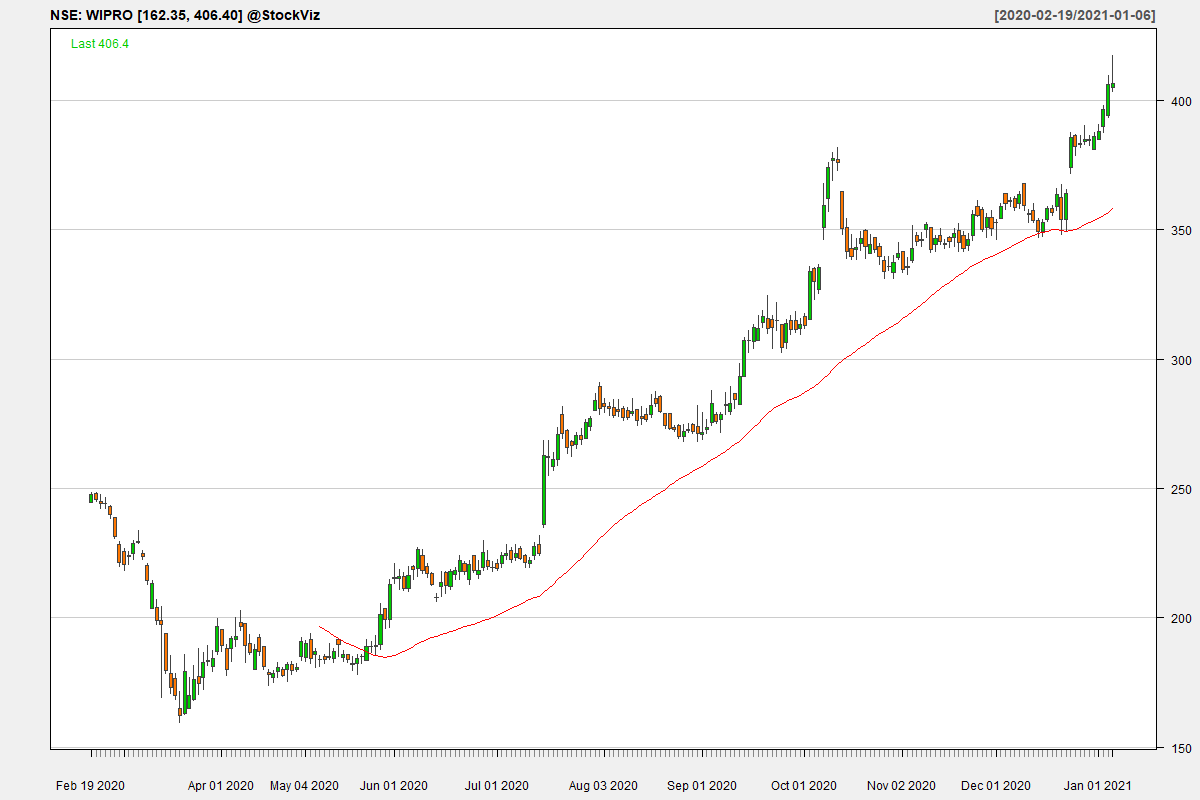 NSE: WIPRO [162.35, 406.40] @StockViz
[2020-02-19/2021-01-06]
Last 406.4
400
350
300
250
200
150
Feb 19 2020
Apr 01 2020
May 04 2020
Jun 01 2020
Jul 01 2020
Aug 03 2020
Sep 01 2020
Oct 01 2020
Nov 02 2020
Dec 01 2020
Jan 01 2021